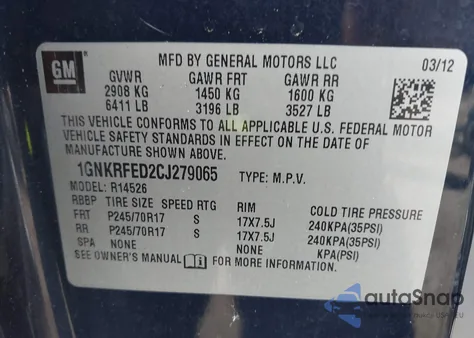 GM
MFD BY GENERAL MOTORS LLC
03/12
GVWR GAWR FRT GAWR RR
2908 KG 1450 KG 1600 KG
6411 LB 3196 LB 3527 LB
THIS VEHICLE CONFORMS TO ALL APPLICABLE U.S. FEDERAL MOTOR
VEHICLE SAFETY STANDARDS IN EFFECT ON THE DATE OF
MANUFACTURE SHOWN ABOVE.
1GNKRFED2CJ279065 TYPE: M.P.V.
MODEL: R14526
RBBP TIRE SIZE SPEED RTG RIM COLD TIRE PRESSURE
FRT P245/70R17 S 17X7.5J 240KPA(35PSI)
RR P245/70R17 S 17X7.5J 240KPA(35PSI)
SPA NONE NONE KPA(PSI)
SEE OWNER'S MANUAL FOR MORE INFORMATION.
autoSnap